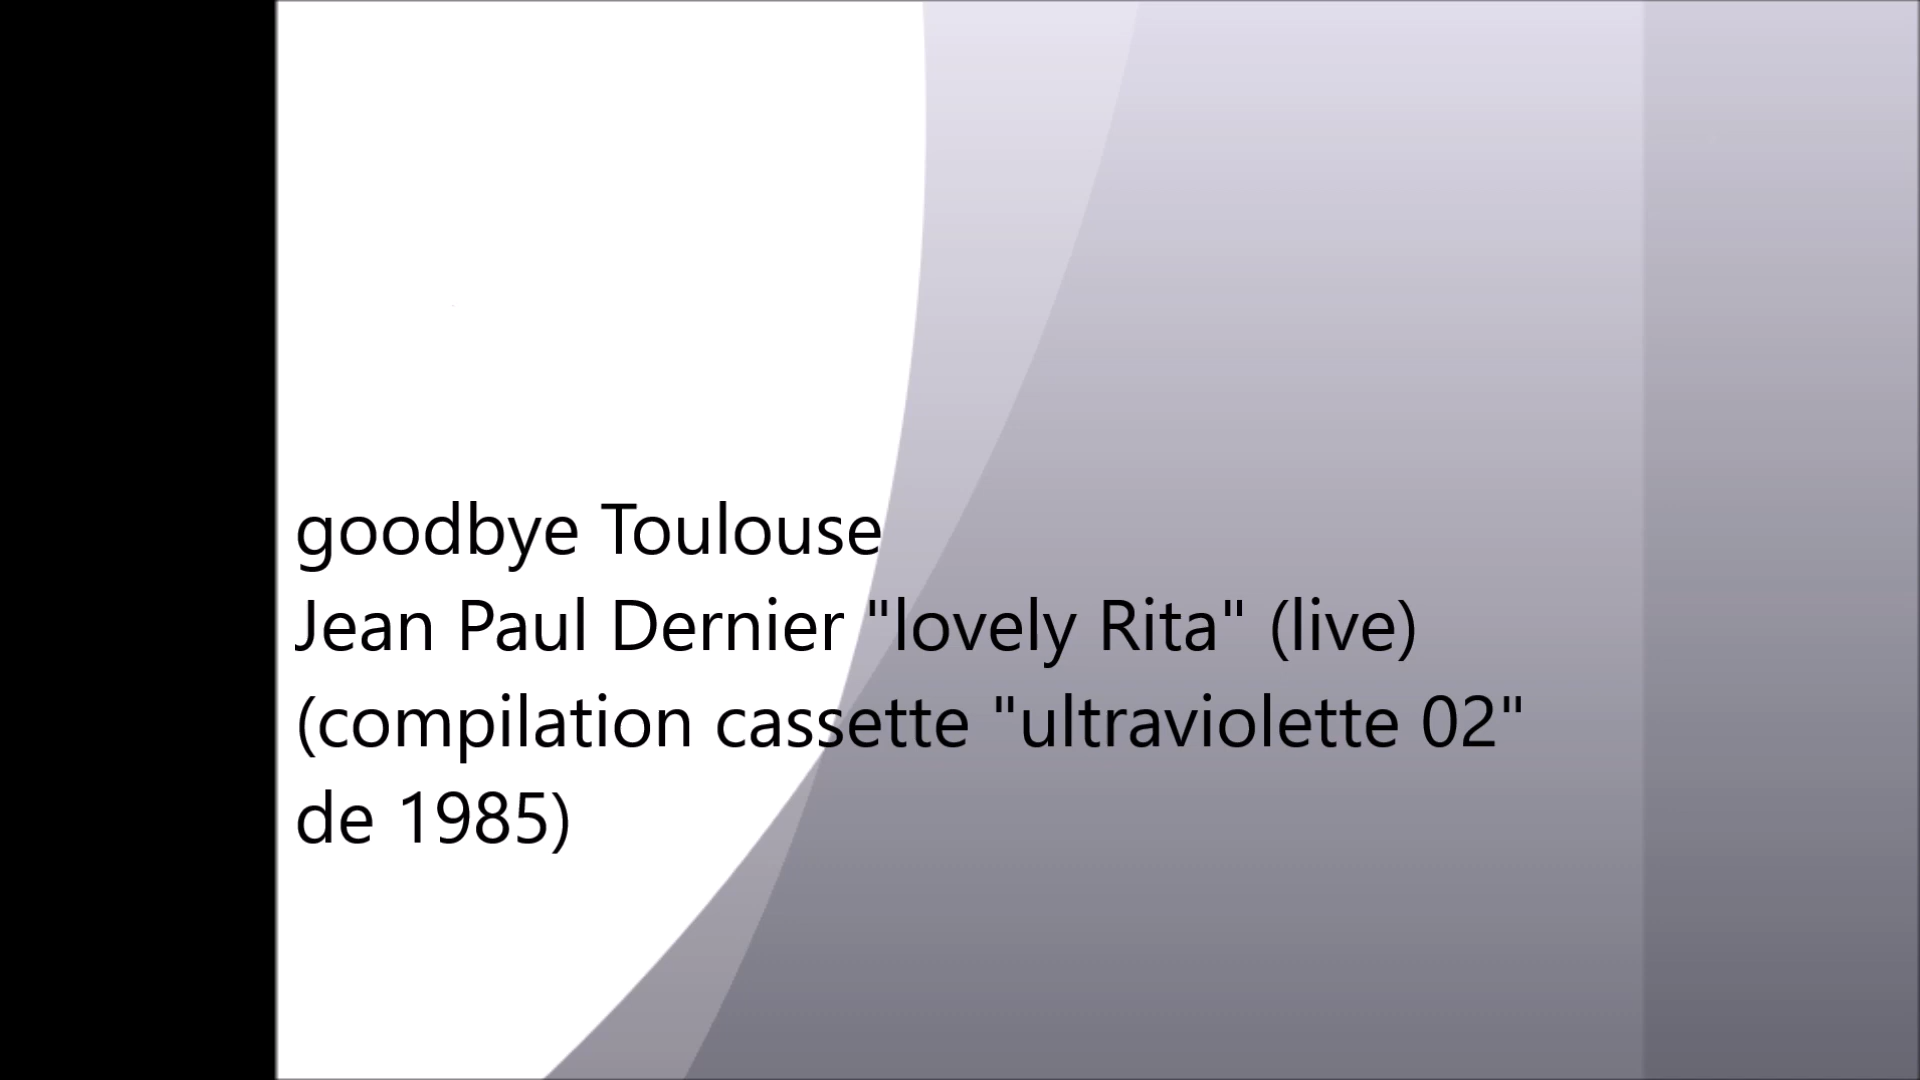 goodbye Toulouse
Jean Paul Dernier "lovely Rita" (live)
(compilation cassette "ultraviolette 02"
de 1985)